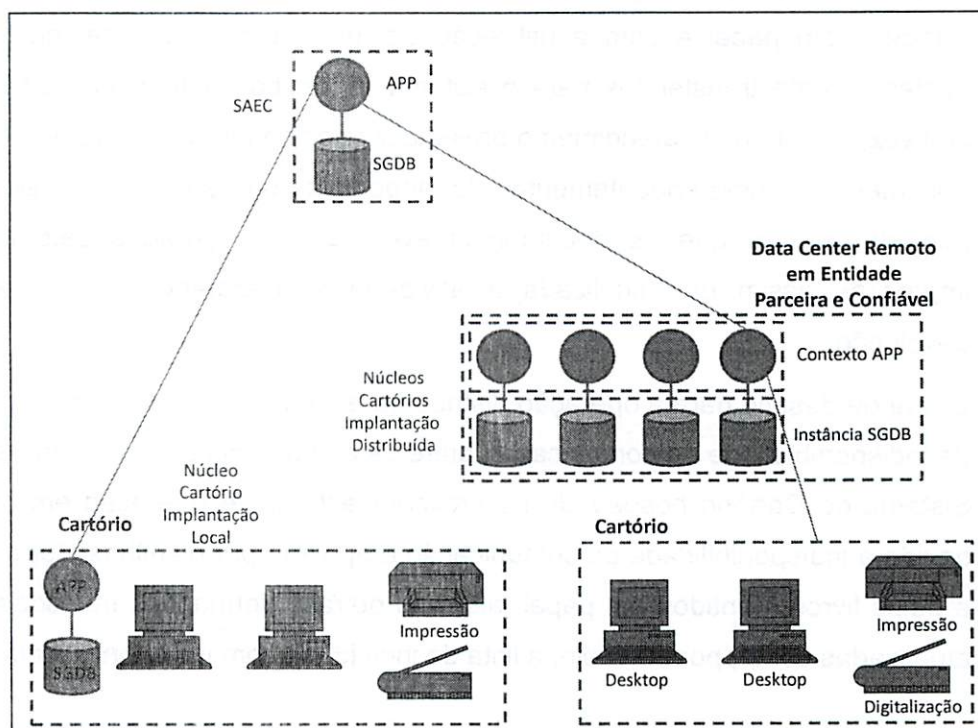 APP
SAEC
SGDB
Data Center Remoto
em Entidade
Parceira e Confiável
Contexto APP
Núcleos
Cartórios
Implantação
Distribuída
Instância SGDB
Núcleo
Cartório
Implantação
Local
Cartório
APP
SGDB
Impressão
Cartório
Desktop
Desktop
Impressão
Digitalização